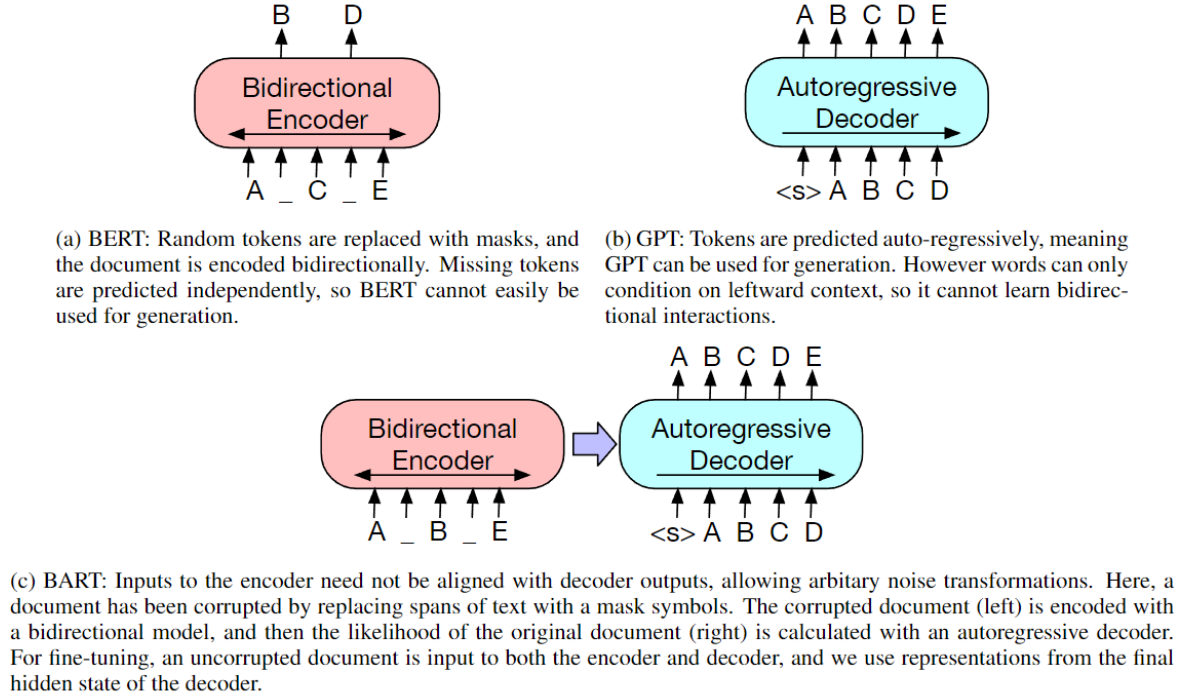 B D
Bidirectional
Encoder
A _ C _ E
(a) BERT: Random tokens are replaced with masks, and
the document is encoded bidirectionally. Missing tokens
are predicted independently, so BERT cannot easily be
used for generation.
A B C D E
Autoregressive
Decoder
<s> A B C D
(b) GPT: Tokens are predicted auto-regressively, meaning
GPT can be used for generation. However words can only
condition on leftward context, so it cannot learn bidirec-
tional interactions.
Bidirectional
Encoder
A _ B _ E
A B C D E
Autoregressive
Decoder
<s> A B C D
(c) BART: Inputs to the encoder need not be aligned with decoder outputs, allowing arbitary noise transformations. Here, a
document has been corrupted by replacing spans of text with a mask symbols. The corrupted document (left) is encoded with
a bidirectional model, and then the likelihood of the original document (right) is calculated with an autoregressive decoder.
For fine-tuning, an uncorrupted document is input to both the encoder and decoder, and we use representations from the final
hidden state of the decoder.